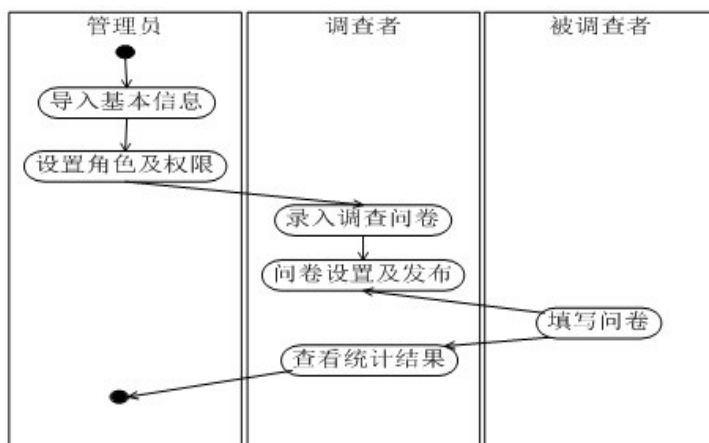 管理员
调查者
被调查者
导入基本信息
设置角色及权限
录入调查问卷
问卷设置及发布
填写问卷
查看统计结果